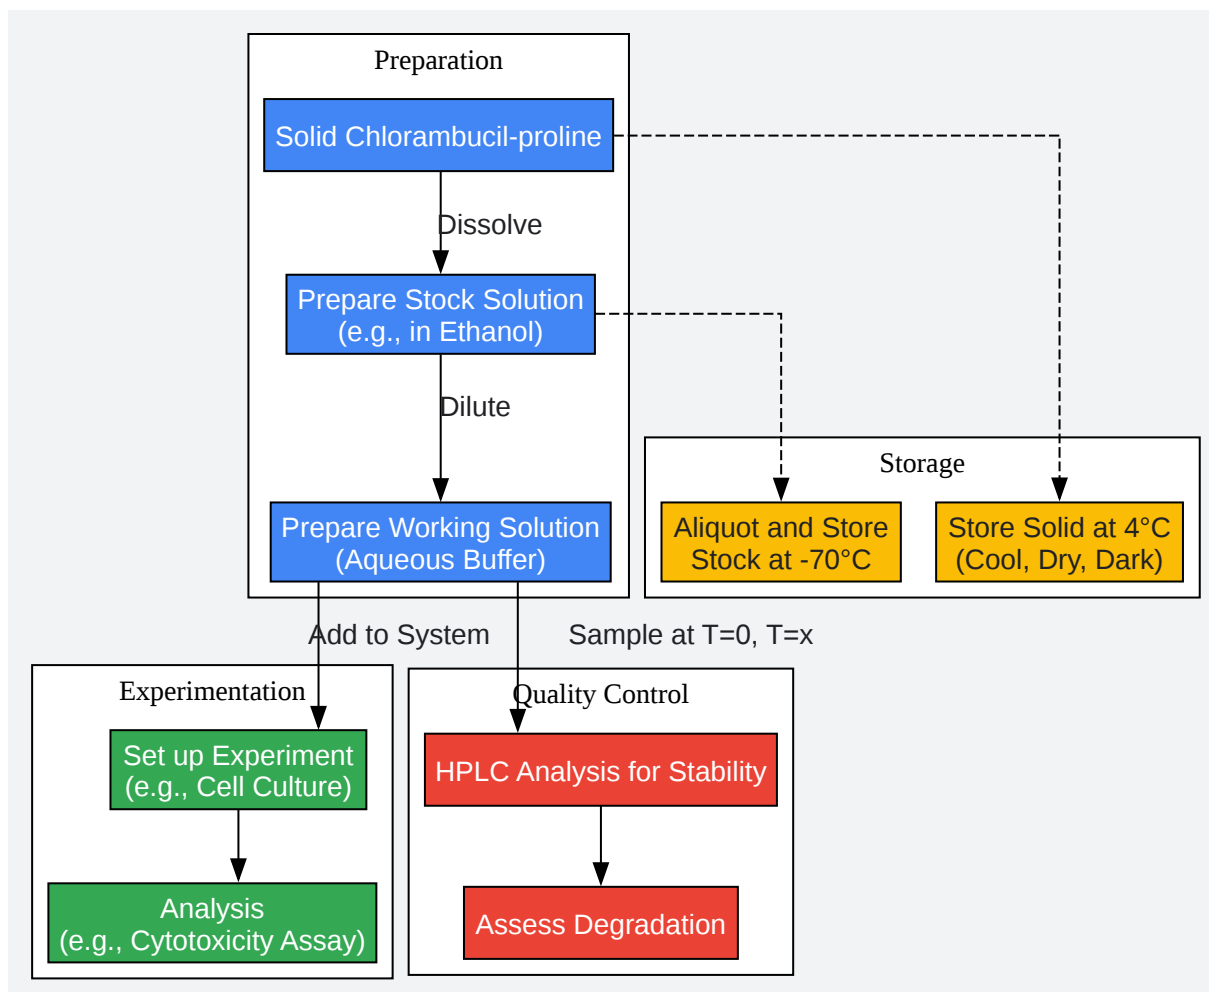 Preparation
Solid Chlorambucil-proline
Dissolve
Prepare Stock Solution
(e.g., in Ethanol)
Dilute
Prepare Working Solution
(Aqueous Buffer)
Storage
Aliquot and Store
Stock at -70°C
Store Solid at 4°C
(Cool, Dry, Dark)
Add to System
Sample at T=0, T=x
Experimentation
Set up Experiment
(e.g., Cell Culture)
Analysis
(e.g., Cytotoxicity Assay)
Quality Control
HPLC Analysis for Stability
Assess Degradation